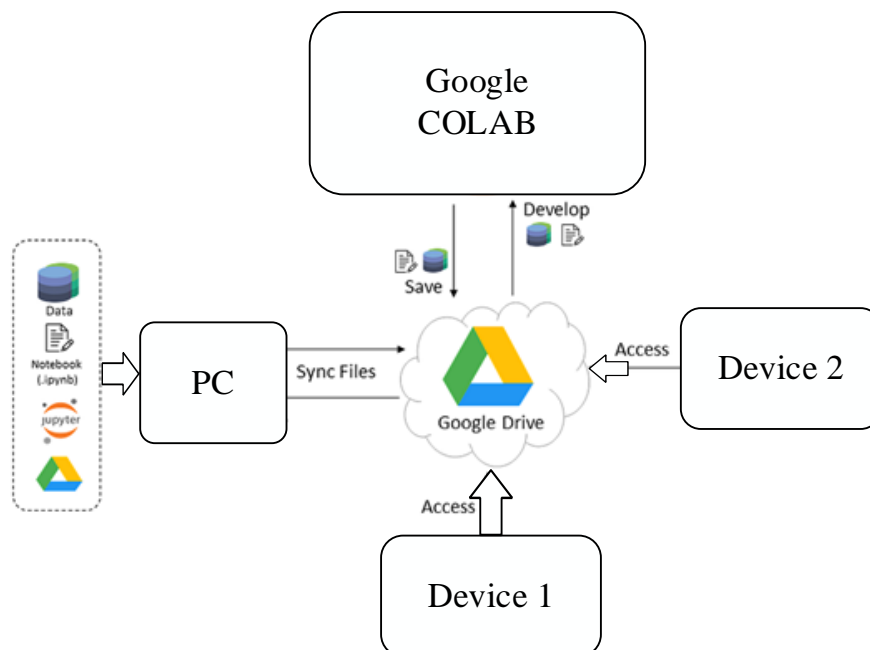 Google
COLAB
Develop
Save
Data
Notebook
(.ipynb)
jupyter
PC
Sync Files
Google Drive
Access
Device 2
Access
Device 1